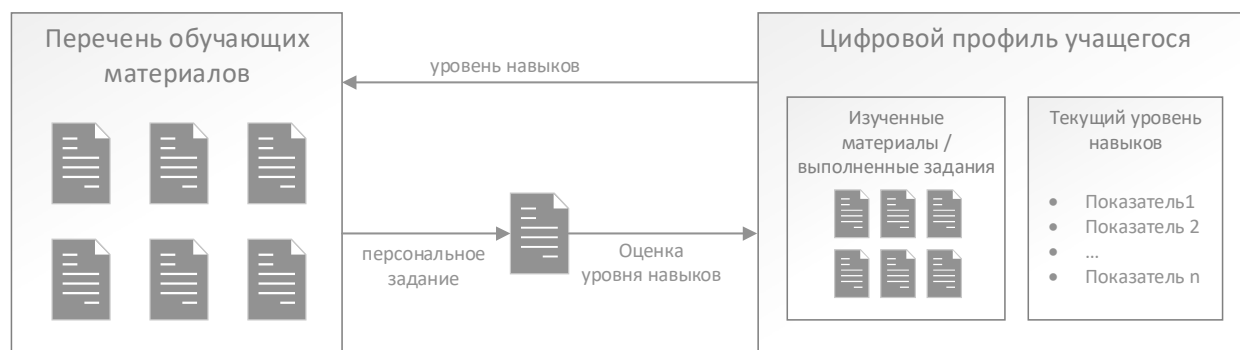 Перечень обучающих
материалов
уровень навыков
персональное
задание
Оценка
уровня навыков
Цифровой профиль учащегося
Изученные
материалы /
выполненные задания
Текущий уровень
навыков
• Показатель1
• Показатель 2
• ...
• Показатель n